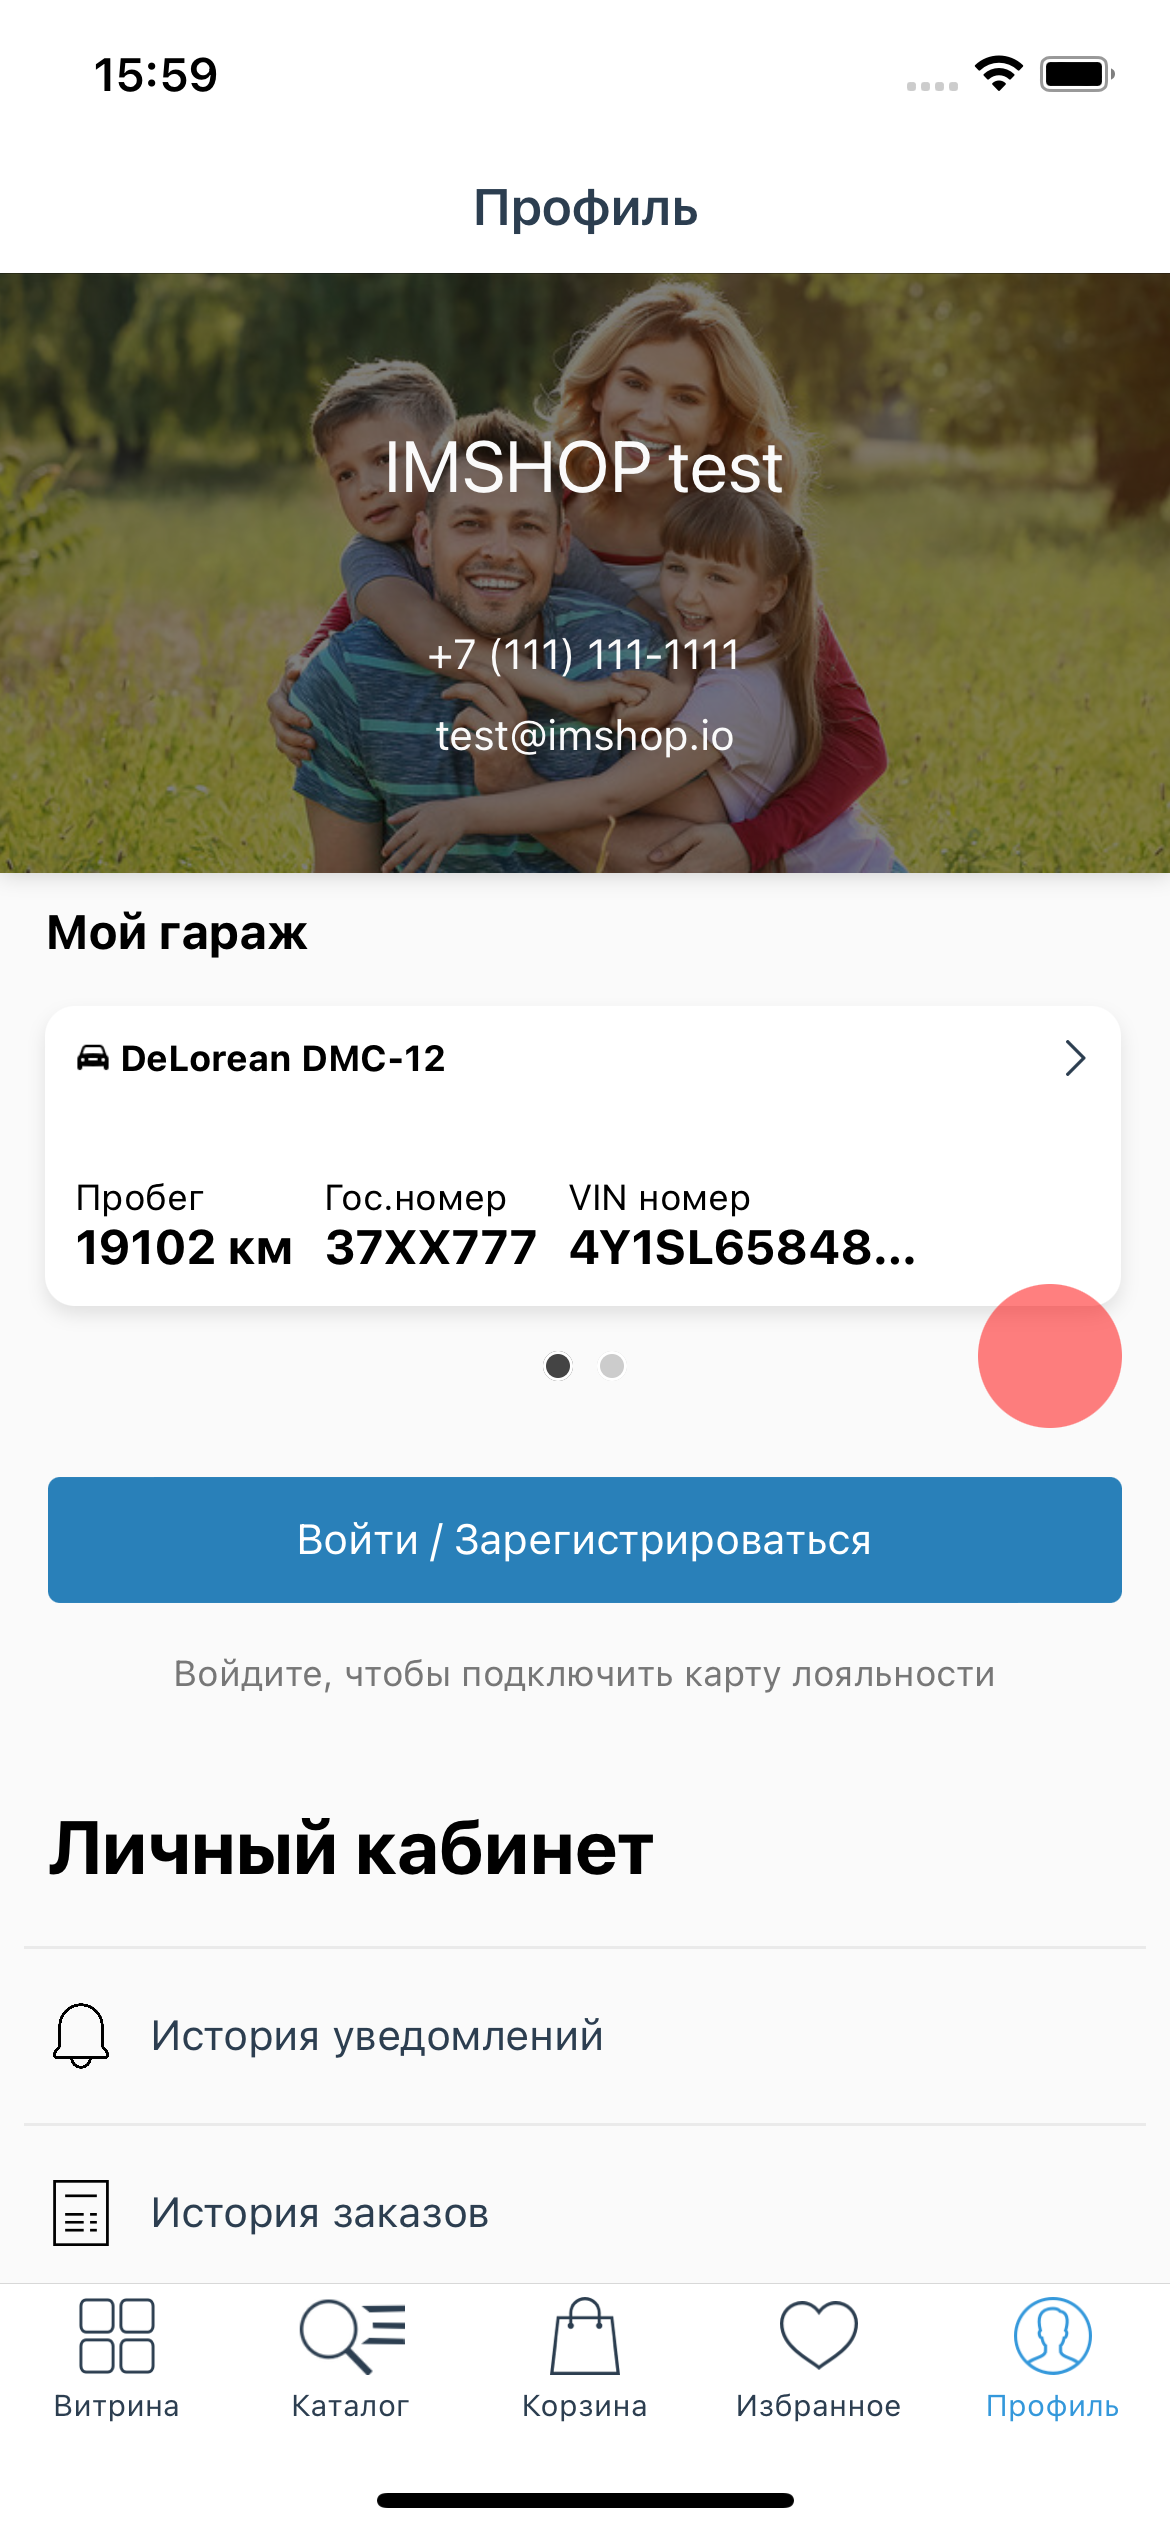 15:59
Профиль
IMSHOP test
+7 (111) 111-1111
test@imshop.io
Мой гараж
DeLorean DMC-12
Пробег Гос.номер VIN номер
19102 км 37XX777 4Y1SL65848...
Войти / Зарегистрироваться
Войдите, чтобы подключить карту лояльности
Личный кабинет
История уведомлений
История заказов
Витрина Каталог Корзина Избранное Профиль